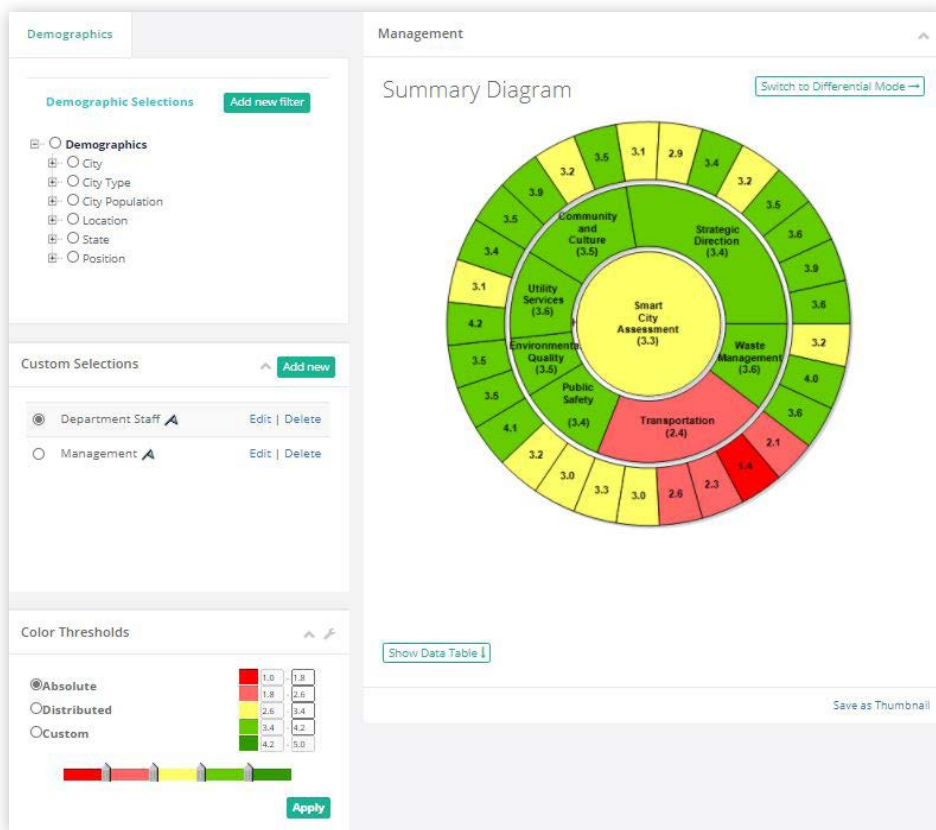 Demographics
Demographic Selections
Add new filter
Demographics
City
City Type
City Population
Location
State
Position
Custom Selections
Add new
Department Staff
Edit | Delete
Management
Edit | Delete
Color Thresholds
Absolute
Distributed
Custom
1.0 - 1.8
1.8 - 2.6
2.6 - 3.4
3.4 - 4.2
4.2 - 5.0
Apply
Management
Summary Diagram
Switch to Differential Mode →
Smart
City
Assessment
(3.3)
Strategic
Direction
(3.4)
Waste
Management
(3.6)
Transportation
(2.4)
Public
Safety
(3.4)
Environmenta
Quality
(3.5)
Utility
Services
(3.6)
Community
and
Culture
(3.5)
3.1
2.9
3.4
3.2
3.5
3.6
3.9
3.6
3.2
4.0
3.6
2.1
1.4
2.3
2.6
3.0
3.3
3.0
3.2
4.1
3.5
3.5
4.2
3.1
3.4
3.5
3.9
3.2
3.5
Show Data Table ↓
Save as Thumbnail